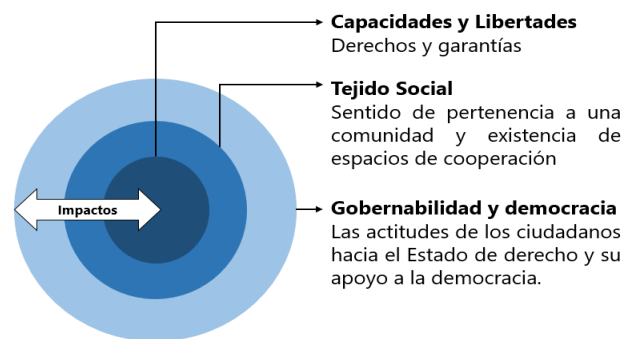 Capacidades y Libertades
Derechos y garantías
Tejido Social
Sentido de pertenencia a una
comunidad y existencia de
espacios de cooperación
Impactos
Gobernabilidad y democracia
Las actitudes de los ciudadanos
hacia el Estado de derecho y su
apoyo a la democracia.